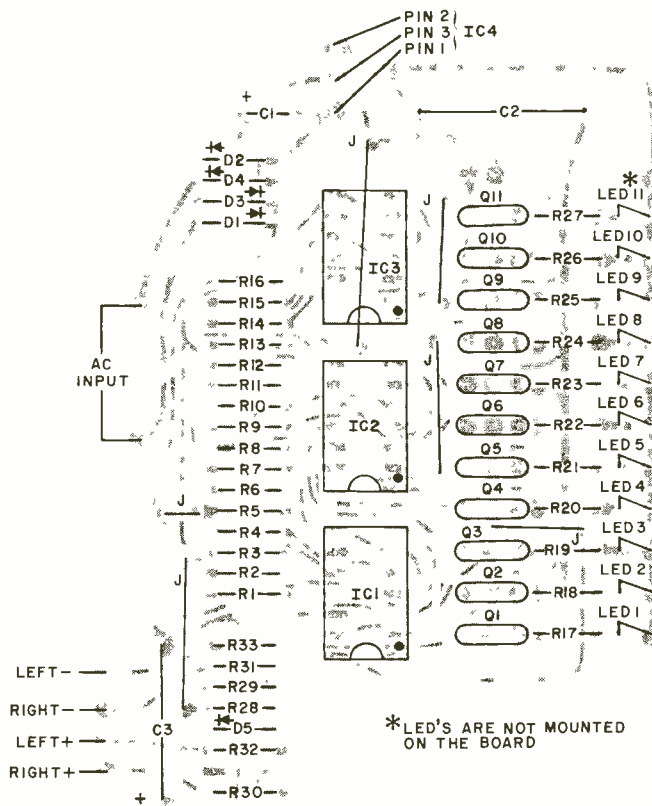 PIN 2
PIN 3 IC4
PIN 1
+
C1
C2
J
D2
D4
D3
D1
J
*
Q11 R27 LED 11
Q10 R26 LED 10
IC3
Q9 R25 LED 9
Q8 R24 LED 8
J
Q7 R23 LED 7
Q6 R22 LED 6
Q5 R21 LED 5
Q4 R20 LED 4
Q3 R19 LED 3
J
Q2 R18 LED 2
Q1 R17 LED 1
R16
R15
R14
R13
R12
R11
R10
R9
R8
R7
R6
R5
R4
R3
R2
R1
AC
INPUT
IC2
J
J
IC1
R33
R31
R29
R28
D5
R32
R30
LEFT-
RIGHT-
LEFT+
RIGHT+
C3
+
*LED'S ARE NOT MOUNTED
ON THE BOARD